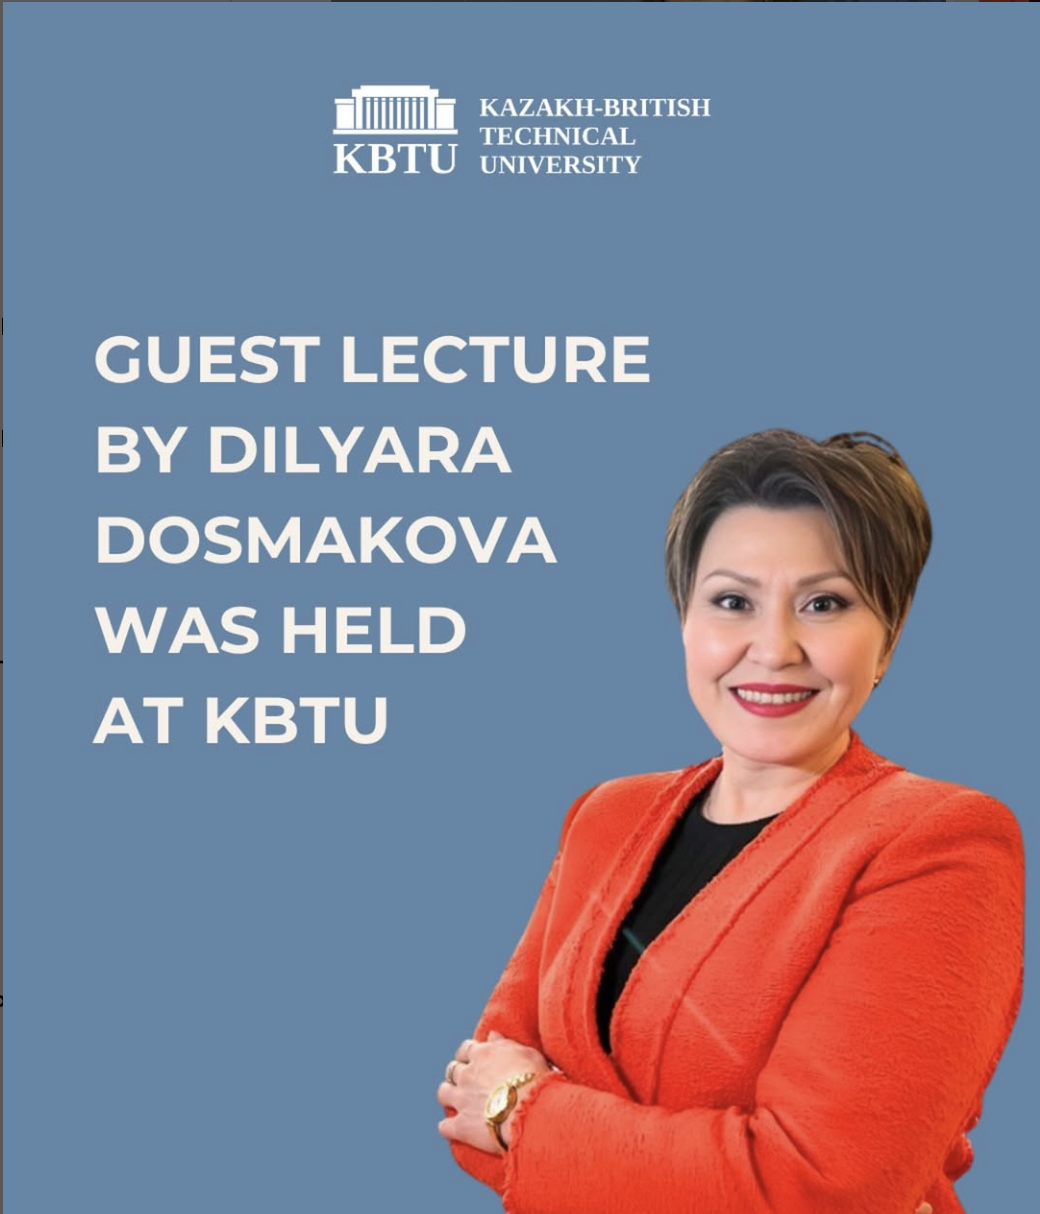 KBTU
KAZAKH-BRITISH
TECHNICAL
UNIVERSITY
GUEST LECTURE
BY DILYARA
DOSMAKOVA
WAS HELD
AT KBTU